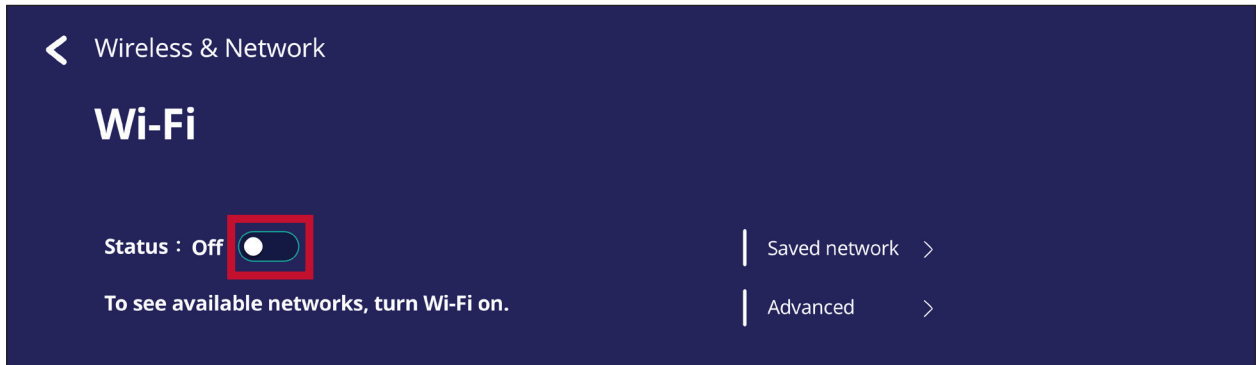 Wireless & Network
Wi-Fi
Status : Off
Saved network
To see available networks, turn Wi-Fi on.
Advanced